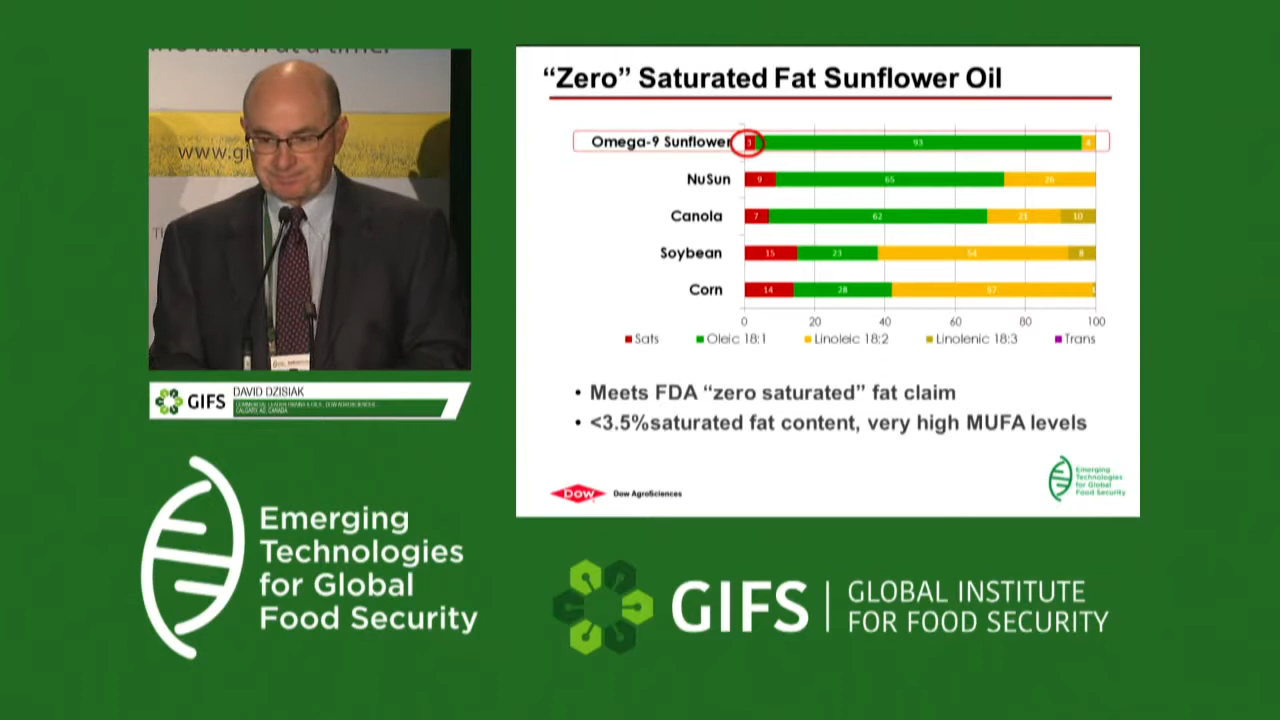 www.gi
DAVID DZISIAK
GIFS
CALGARY, AB, CANADA
Emerging
Technologies
for Global
Food Security
“Zero” Saturated Fat Sunflower Oil
Omega-9 Sunflower 3 93 4
NuSun 9 65 26
Canola 7 62 21 10
Soybean 15 23 54 8
Corn 14 28 57 1
0 20 40 60 80 100
Sats Oleic 18:1 Linoleic 18:2 Linolenic 18:3 Trans
• Meets FDA “zero saturated” fat claim
• <3.5%saturated fat content, very high MUFA levels
Dow Dow AgroSciences
Emerging
Technologies
for Global
Food Security
GIFS
GLOBAL INSTITUTE
FOR FOOD SECURITY